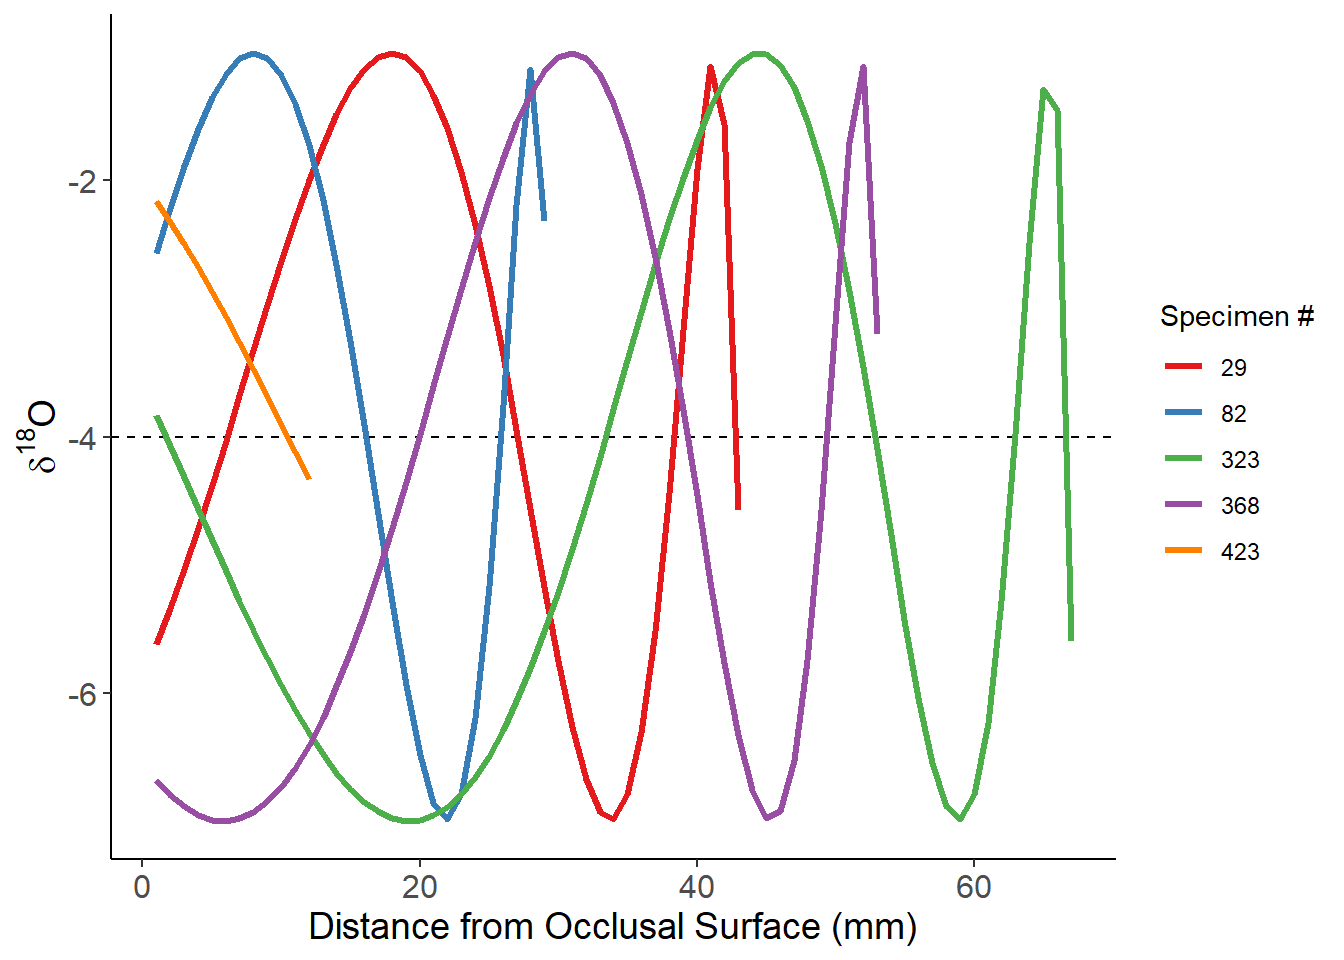 δ18O
-2
-4
-6
0 20 40 60
Distance from Occlusal Surface (mm)
Specimen #
29
82
323
368
423